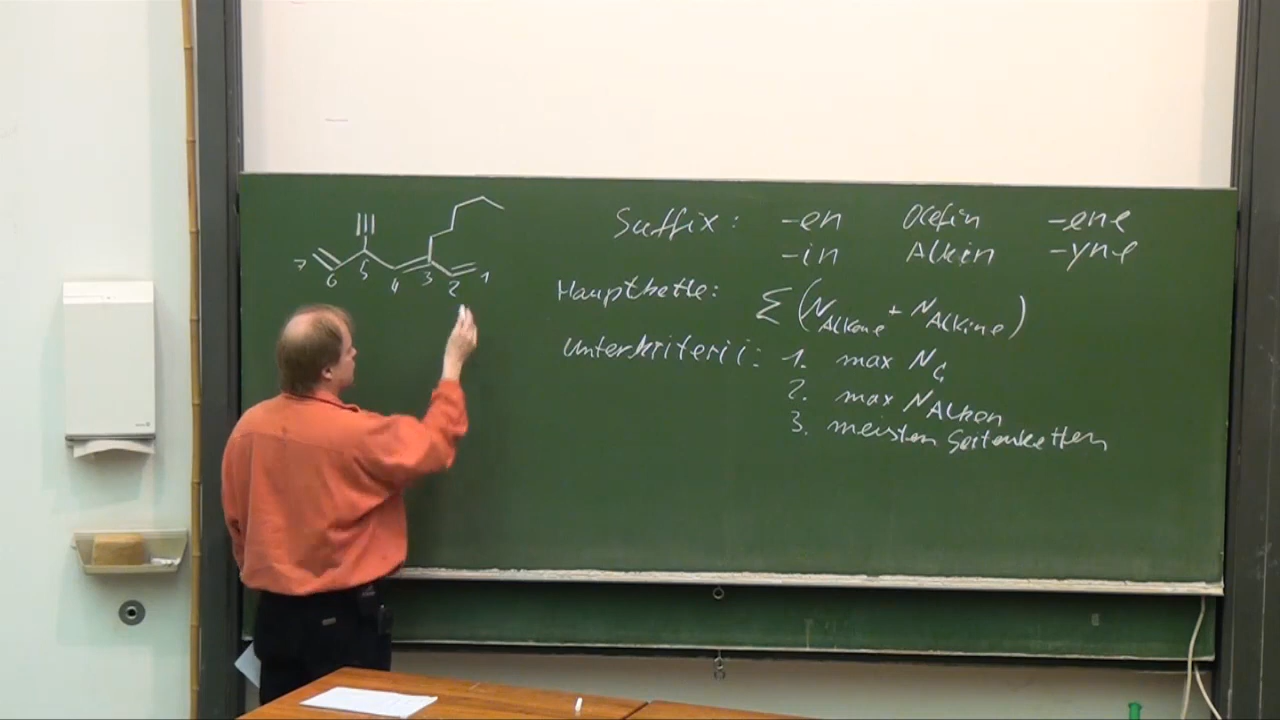 7 6 5 4 3 2 1
Suffix: -en Olefin -ene
-in Alkin -yne
Hauptkette: Σ (N Alkene + N Alkine)
Unterkriterii: 1. max N C
2. max N Alken
3. meisten Seitenketten